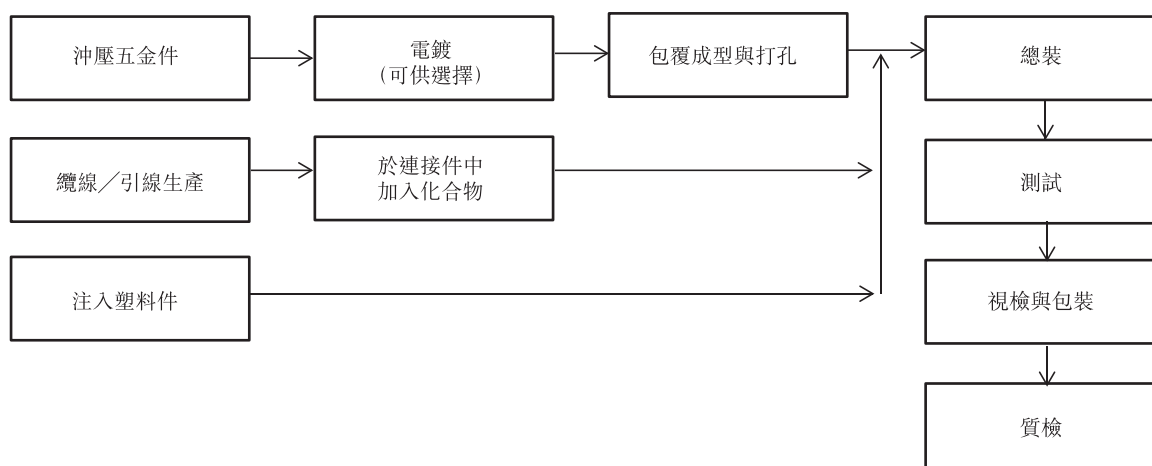 沖壓五金件
電鍍
（可供選擇）
包覆成型與打孔
總裝
纜線／引線生產
於連接件中
加入化合物
測試
注入塑料件
視檢與包裝
質檢